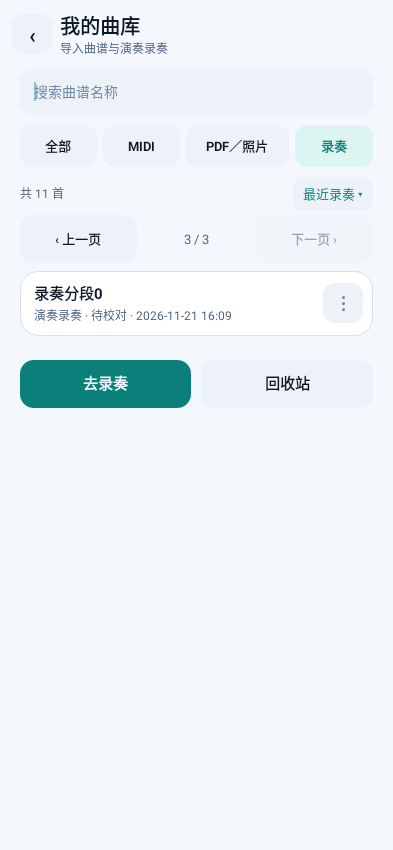 ‹
我的曲库
导入曲谱与演奏录奏
搜索曲谱名称
全部
MIDI
PDF／照片
录奏
共 11 首
最近录奏 ▾
‹ 上一页
3 / 3
下一页 ›
录奏分段0
演奏录奏 · 待校对 · 2026-11-21 16:09
⋮
去录奏
回收站